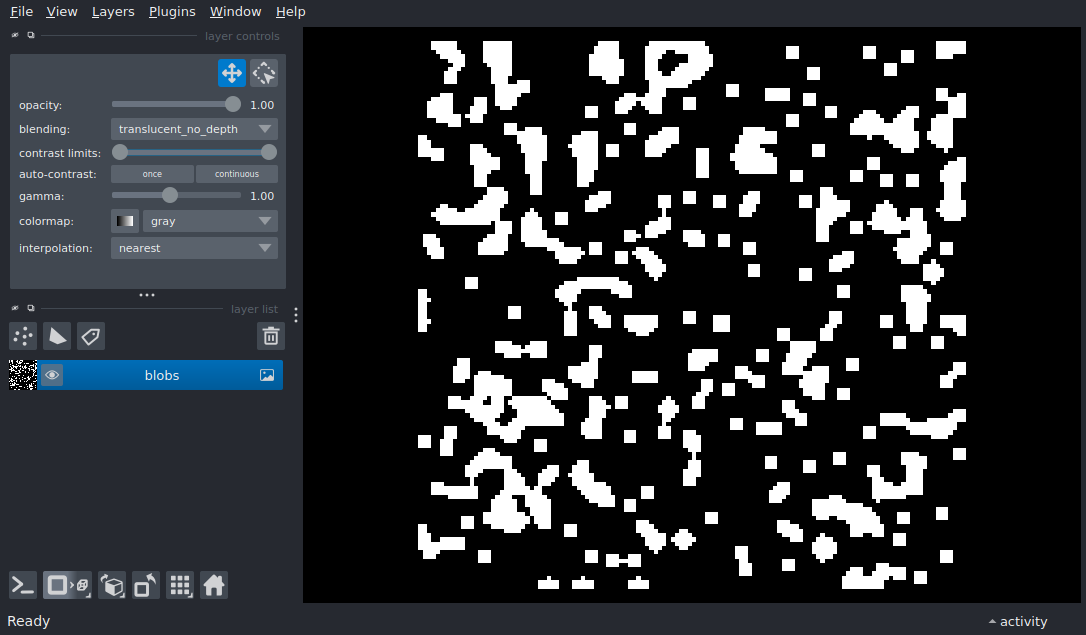 File View Layers Plugins Window Help
layer controls
opacity: 1.00
blending: translucent_no_depth
contrast limits:
auto-contrast: once continuous
gamma: 1.00
colormap: gray
interpolation: nearest
layer list
blobs
Ready
activity